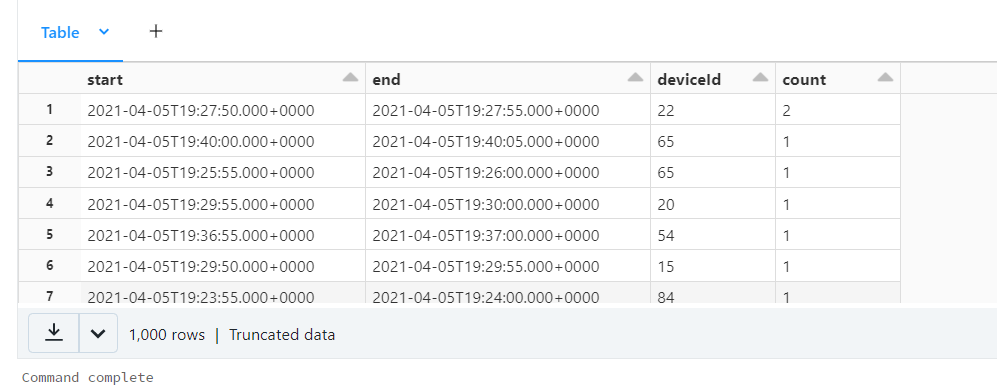 Table +
start end deviceId count
1 2021-04-05T19:27:50.000+0000 2021-04-05T19:27:55.000+0000 22 2
2 2021-04-05T19:40:00.000+0000 2021-04-05T19:40:05.000+0000 65 1
3 2021-04-05T19:25:55.000+0000 2021-04-05T19:26:00.000+0000 65 1
4 2021-04-05T19:29:55.000+0000 2021-04-05T19:30:00.000+0000 20 1
5 2021-04-05T19:36:55.000+0000 2021-04-05T19:37:00.000+0000 54 1
6 2021-04-05T19:29:50.000+0000 2021-04-05T19:29:55.000+0000 15 1
7 2021-04-05T19:23:55.000+0000 2021-04-05T19:24:00.000+0000 84 1
1,000 rows | Truncated data
Command complete